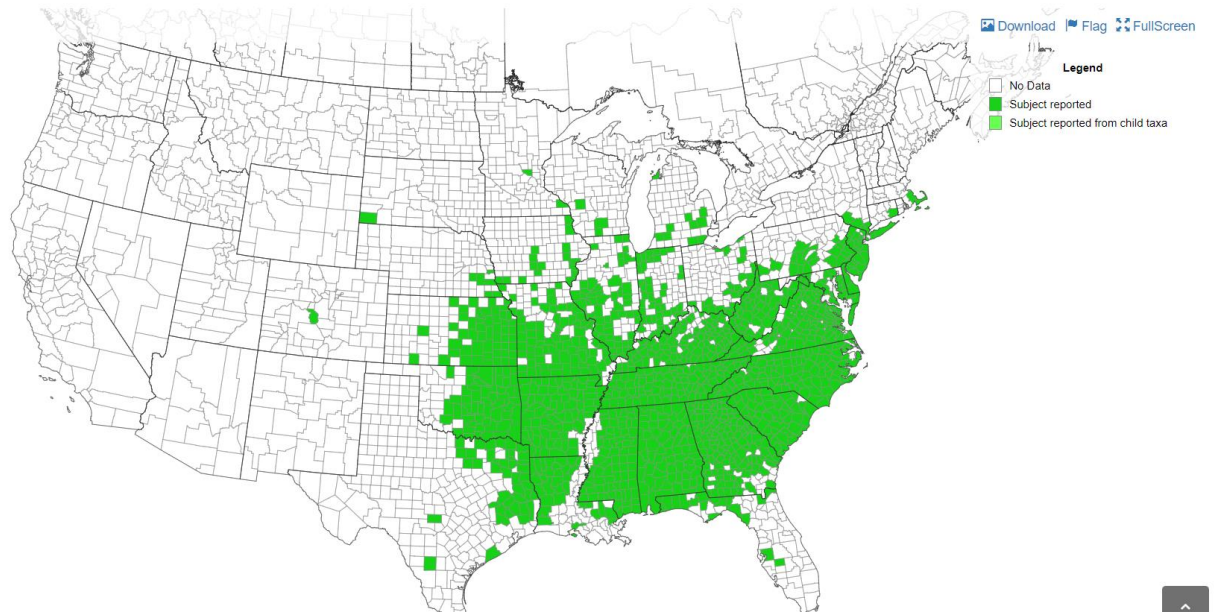 Download Flag FullScreen
Legend
No Data
Subject reported
Subject reported from child taxa